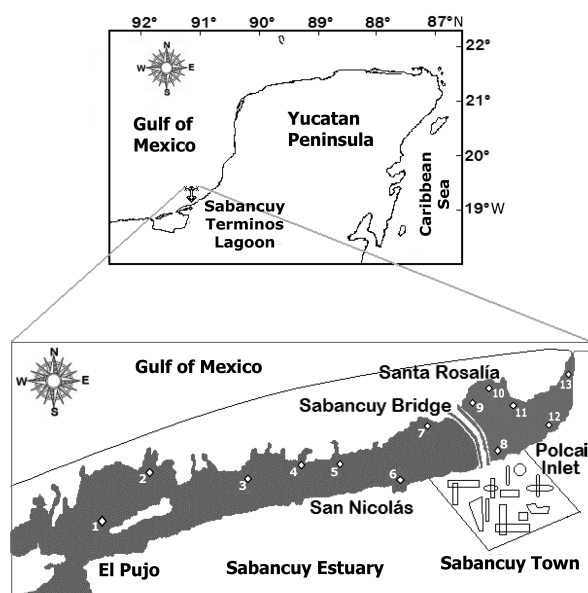 92° 91° 90° 89° 88° 87°N
N
W E
S
22°
21°
20°
19°W
Gulf of
Mexico
Yucatan
Peninsula
Caribbean
Sea
Sabancuy
Terminos
Lagoon
N
W E
S
Gulf of Mexico
Santa Rosalía
Sabancuy Bridge
13
10
9
11
12
7
8
Polcai
Inlet
2
3
4
5
6
1
San Nicolás
El Pujo
Sabancuy Estuary
Sabancuy Town